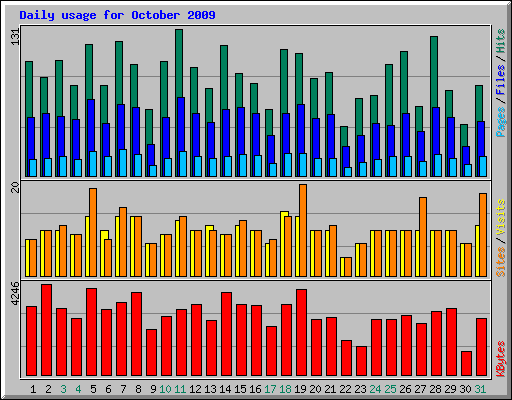 Daily usage for October 2009
131
Pages/Files/Hits
20
Sites/Visits
4246
KBytes
1 2 3 4 5 6 7 8 9 10 11 12 13 14 15 16 17 18 19 20 21 22 23 24 25 26 27 28 29 30 31